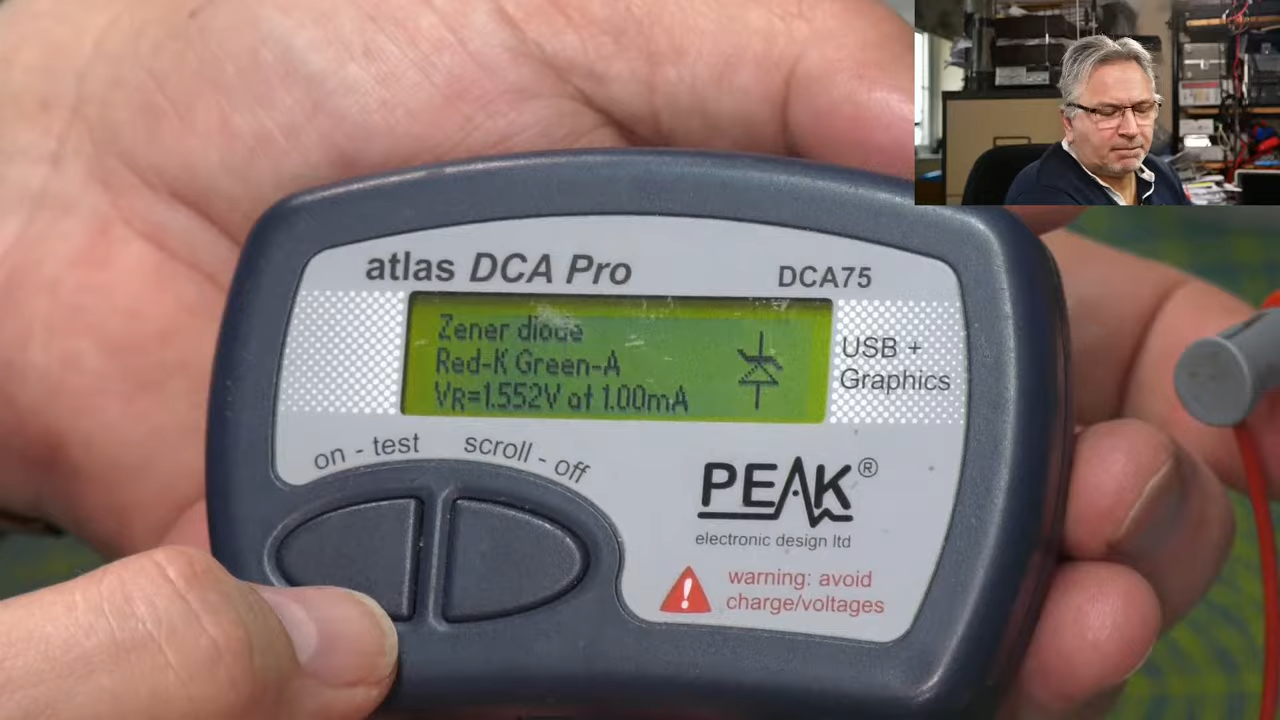 atlas DCA Pro DCA75
Zener diode
Red-K Green-A
VR=1.552V at 1.00mA
USB +
Graphics
on - test scroll - off
PEAK®
electronic design ltd
warning: avoid
charge/voltages